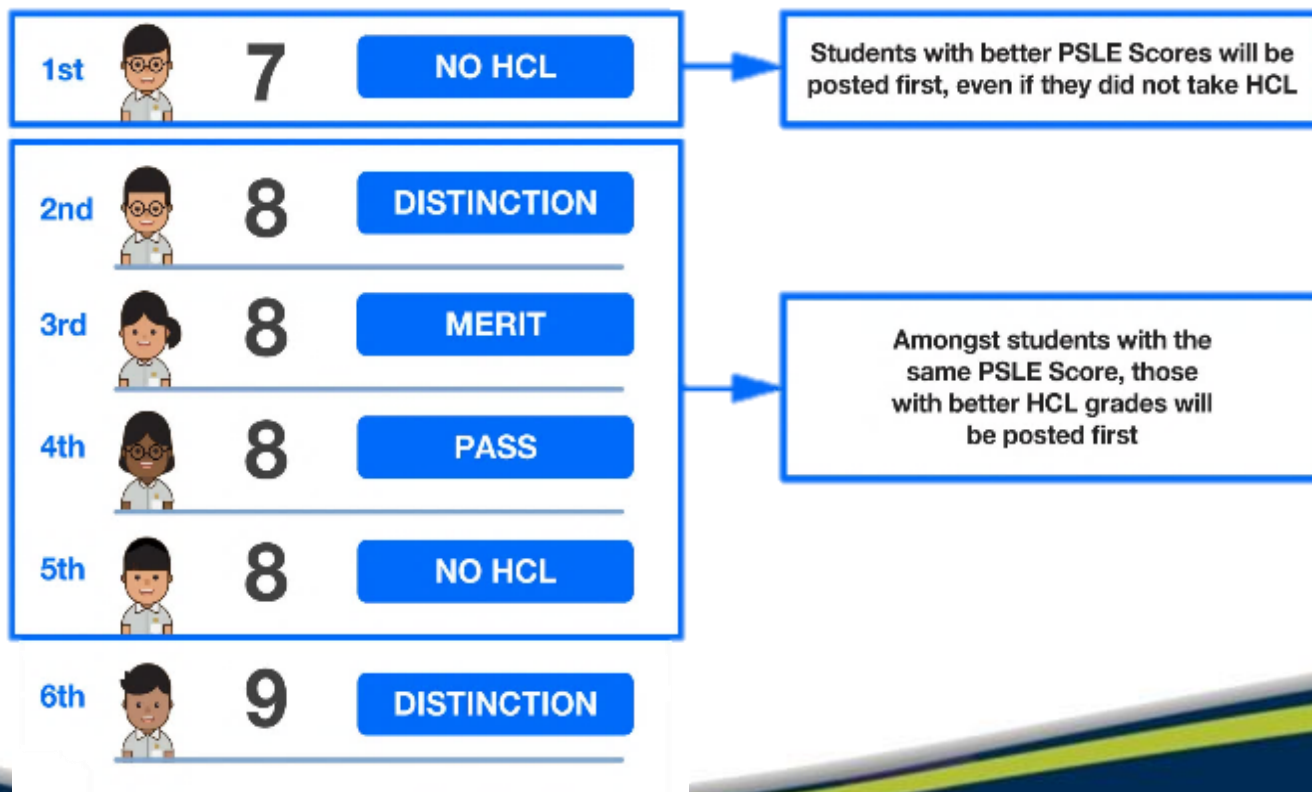 1st 7 NO HCL
Students with better PSLE Scores will be
posted first, even if they did not take HCL
2nd 8 DISTINCTION
3rd 8 MERIT
4th 8 PASS
5th 8 NO HCL
Amongst students with the
same PSLE Score, those
with better HCL grades will
be posted first
6th 9 DISTINCTION